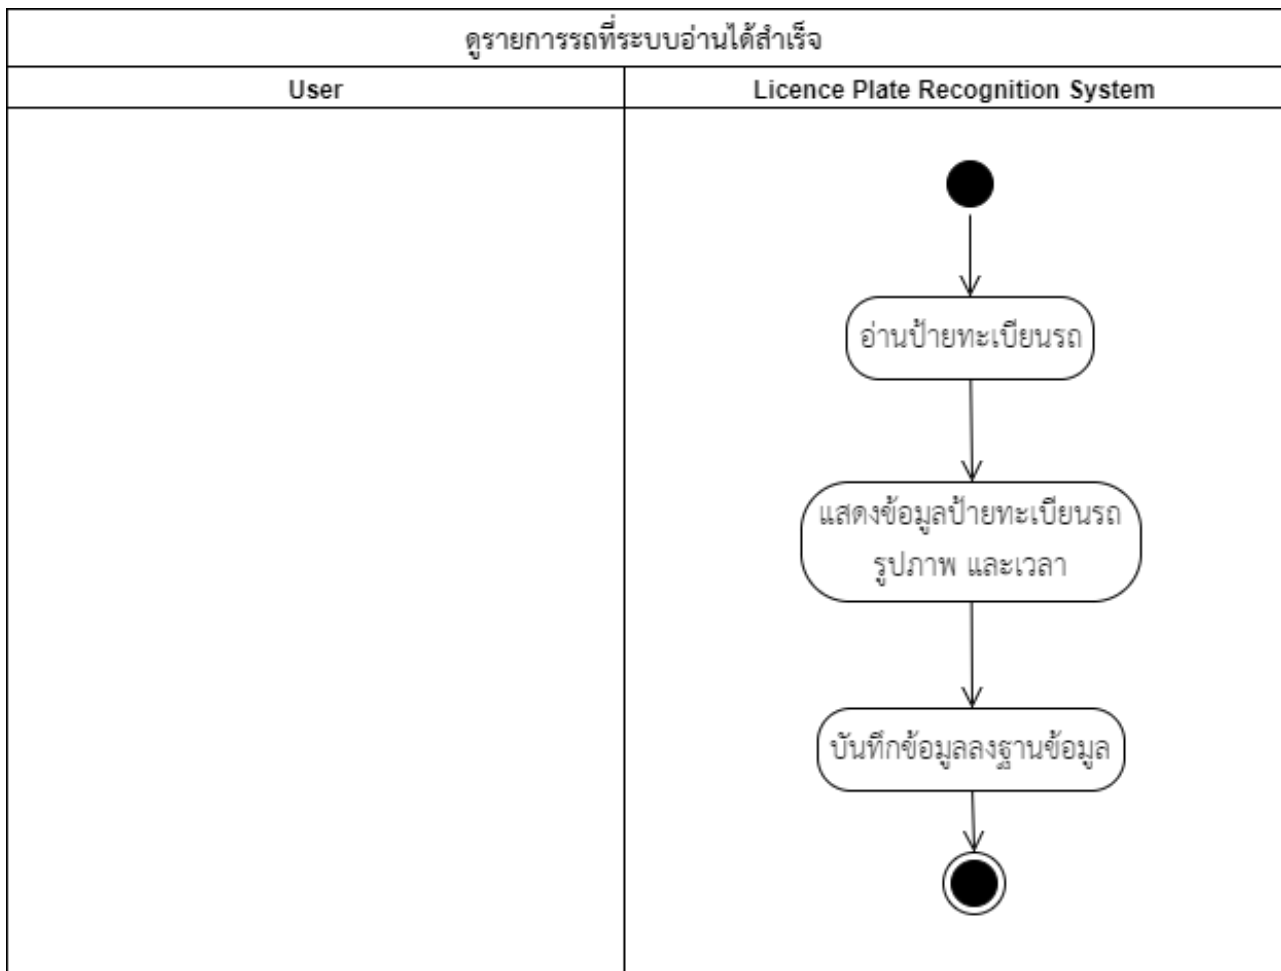 ดูรายการรถที่ระบบอ่านได้สำเร็จ
User
Licence Plate Recognition System
อ่านป้ายทะเบียนรถ
แสดงข้อมูลป้ายทะเบียนรถ
รูปภาพ และเวลา
บันทึกข้อมูลลงฐานข้อมูล